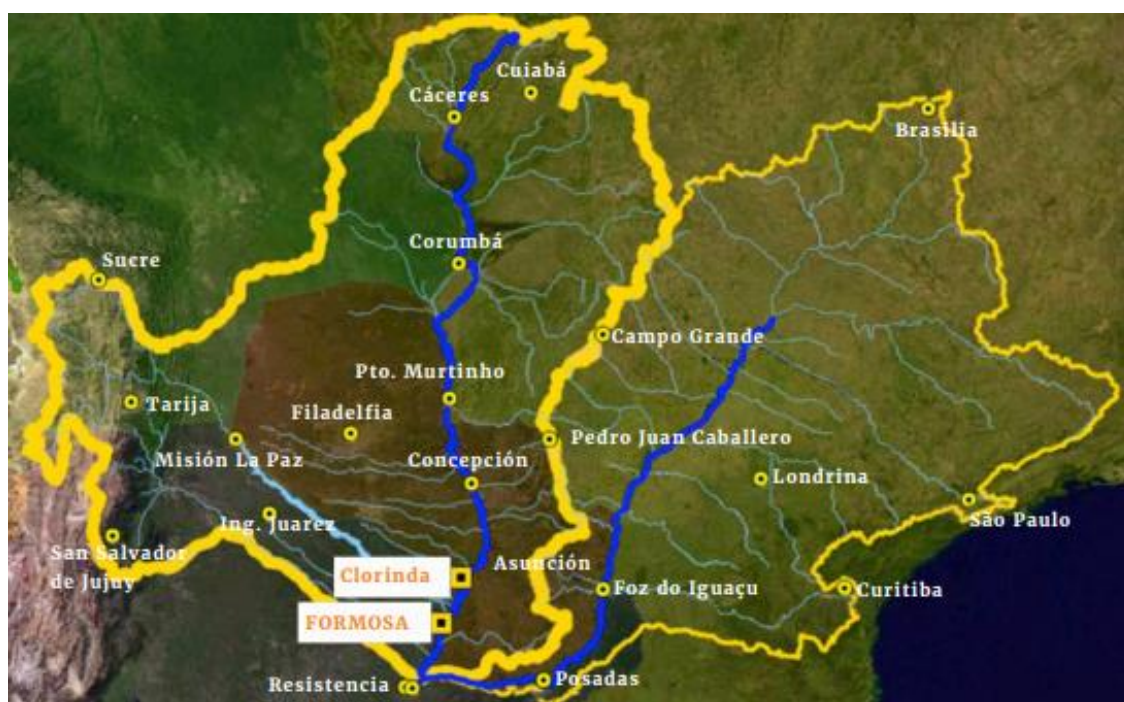 Cuiabá
Cáceres
Brasilia
Corumbá
Sucre
Campo Grande
Pto. Murtinho
Tarija
Filadelfia
Pedro Juan Caballero
Misión La Paz
Concepción
Londrina
Ing. Juarez
São Paulo
San Salvador
de Jujuy
Asunción
Clorinda
Foz do Iguaçu
Curitiba
FORMOSA
Resistencia
Posadas